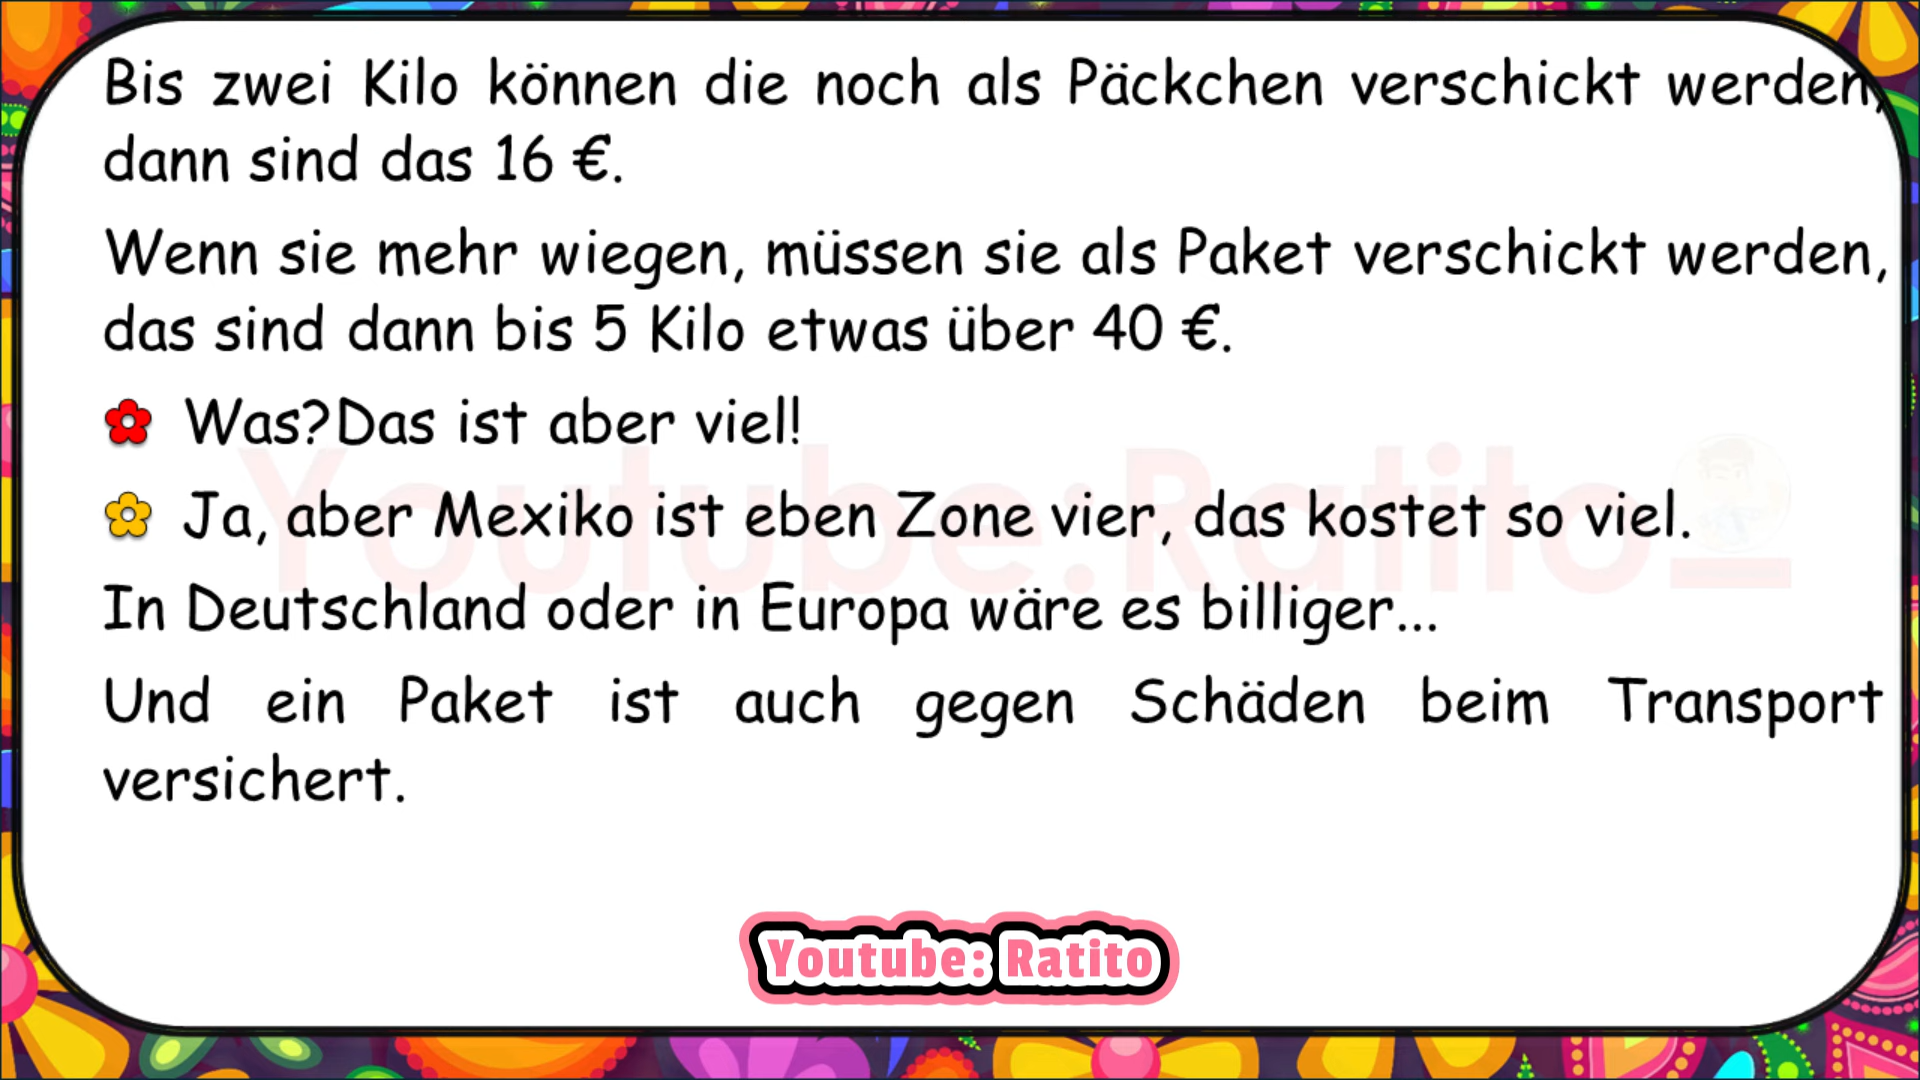 Bis zwei Kilo können die noch als Päckchen verschickt werden,
dann sind das 16 €.
Wenn sie mehr wiegen, müssen sie als Paket verschickt werden,
das sind dann bis 5 Kilo etwas über 40 €.
Was?Das ist aber viel!
Ja, aber Mexiko ist eben Zone vier, das kostet so viel.
Youtube:Ratito
In Deutschland oder in Europa wäre es billiger...
Und ein Paket ist auch gegen Schäden beim Transport
versichert.
Youtube: Ratito